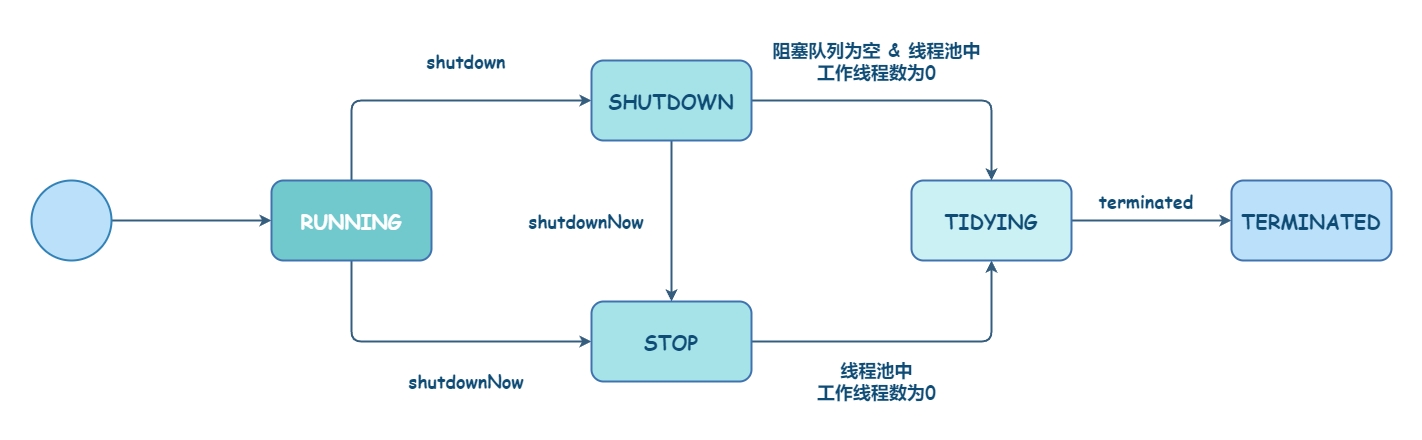 shutdown
阻塞队列为空 & 线程池中
工作线程数为0
SHUTDOWN
RUNNING
shutdownNow
TIDYING
terminated
TERMINATED
STOP
shutdownNow
线程池中
工作线程数为0